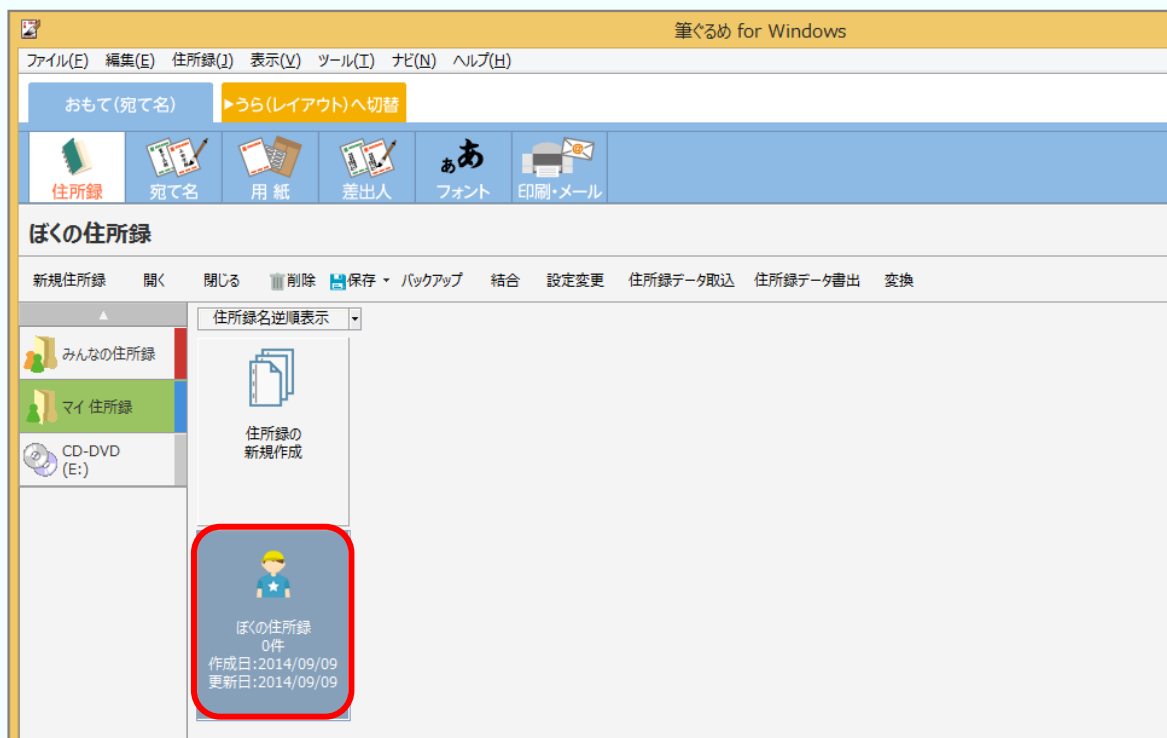 筆ぐるめ for Windows
ファイル(F) 編集(E) 住所録(J) 表示(V) ツール(T) ナビ(N) ヘルプ(H)
おもて(宛て名) ▶うら(レイアウト)へ切替
住所録 宛て名 用 紙 差出人 あぁ フォント 印刷・メール
ぼくの住所録
新規住所録 開く 閉じる 削除 保存 バックアップ 結合 設定変更 住所録データ取込 住所録データ書出 変換
住所録名逆順表示
みんなの住所録
マイ 住所録
CD-DVD
(E:)
住所録の
新規作成
ぼくの住所録
0件
作成日:2014/09/09
更新日:2014/09/09